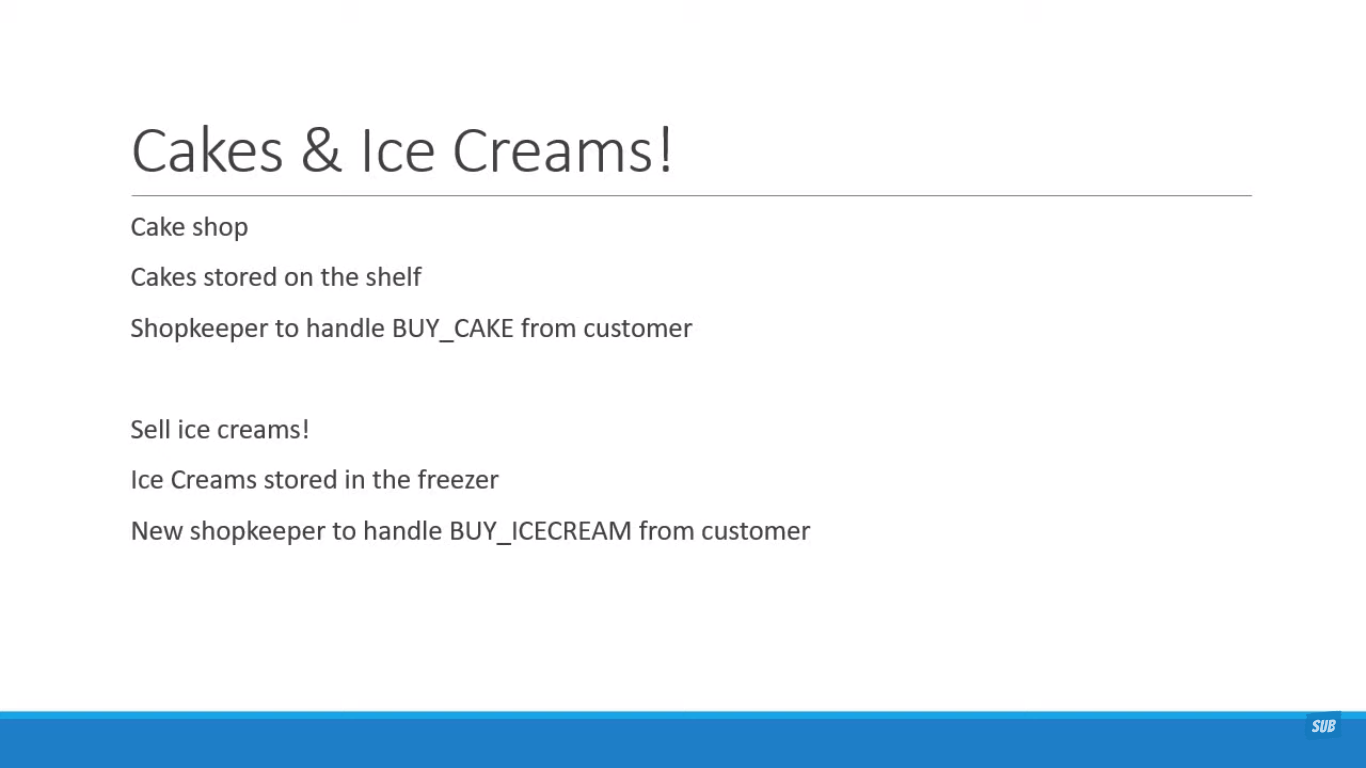 Cakes & Ice Creams!
Cake shop
Cakes stored on the shelf
Shopkeeper to handle BUY_CAKE from customer
Sell ice creams!
Ice Creams stored in the freezer
New shopkeeper to handle BUY_ICECREAM from customer
SUB